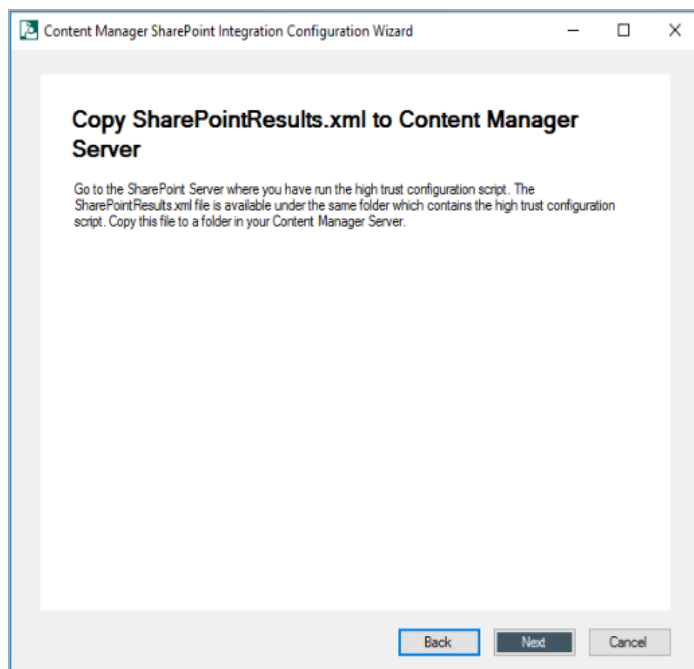 Content Manager SharePoint Integration Configuration Wizard
Copy SharePointResults.xml to Content Manager
Server
Go to the SharePoint Server where you have run the high trust configuration script. The
SharePointResults.xml file is available under the same folder which contains the high trust configuration
script. Copy this file to a folder in your Content Manager Server.
Back Next Cancel